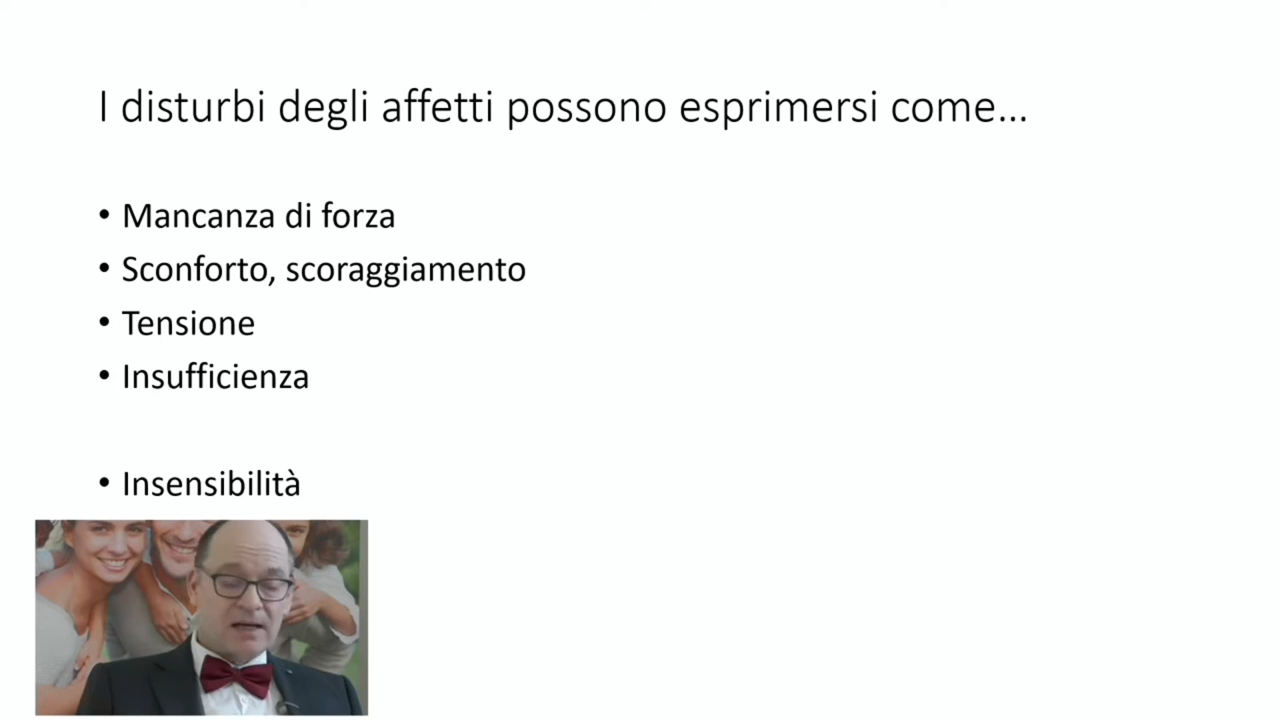 I disturbi degli affetti possono esprimersi come...
• Mancanza di forza
• Sconforto, scoraggiamento
• Tensione
• Insufficienza
• Insensibilità